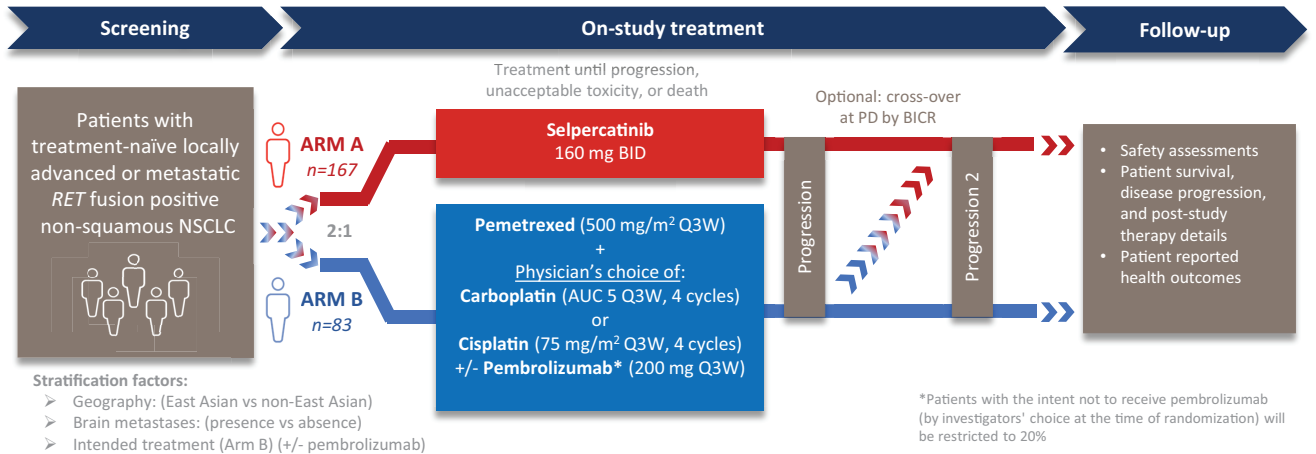 Screening
On-study treatment
Follow-up
Treatment until progression,
unacceptable toxicity, or death
Optional: cross-over
at PD by BICR
Patients with
treatment-naïve locally
advanced or metastatic
RET fusion positive
non-squamous NSCLC
ARM A
n=167
2:1
ARM B
n=83
Selpercatinib
160 mg BID
Pemetrexed (500 mg/m² Q3W)
+
Physician's choice of:
Carboplatin (AUC 5 Q3W, 4 cycles)
or
Cisplatin (75 mg/m² Q3W, 4 cycles)
+/- Pembrolizumab* (200 mg Q3W)
Progression
Progression 2
• Safety assessments
• Patient survival,
disease progression,
and post-study
therapy details
• Patient reported
health outcomes
Stratification factors:
➢ Geography: (East Asian vs non-East Asian)
➢ Brain metastases: (presence vs absence)
➢ Intended treatment (Arm B) (+/- pembrolizumab)
*Patients with the intent not to receive pembrolizumab
(by investigators' choice at the time of randomization) will
be restricted to 20%